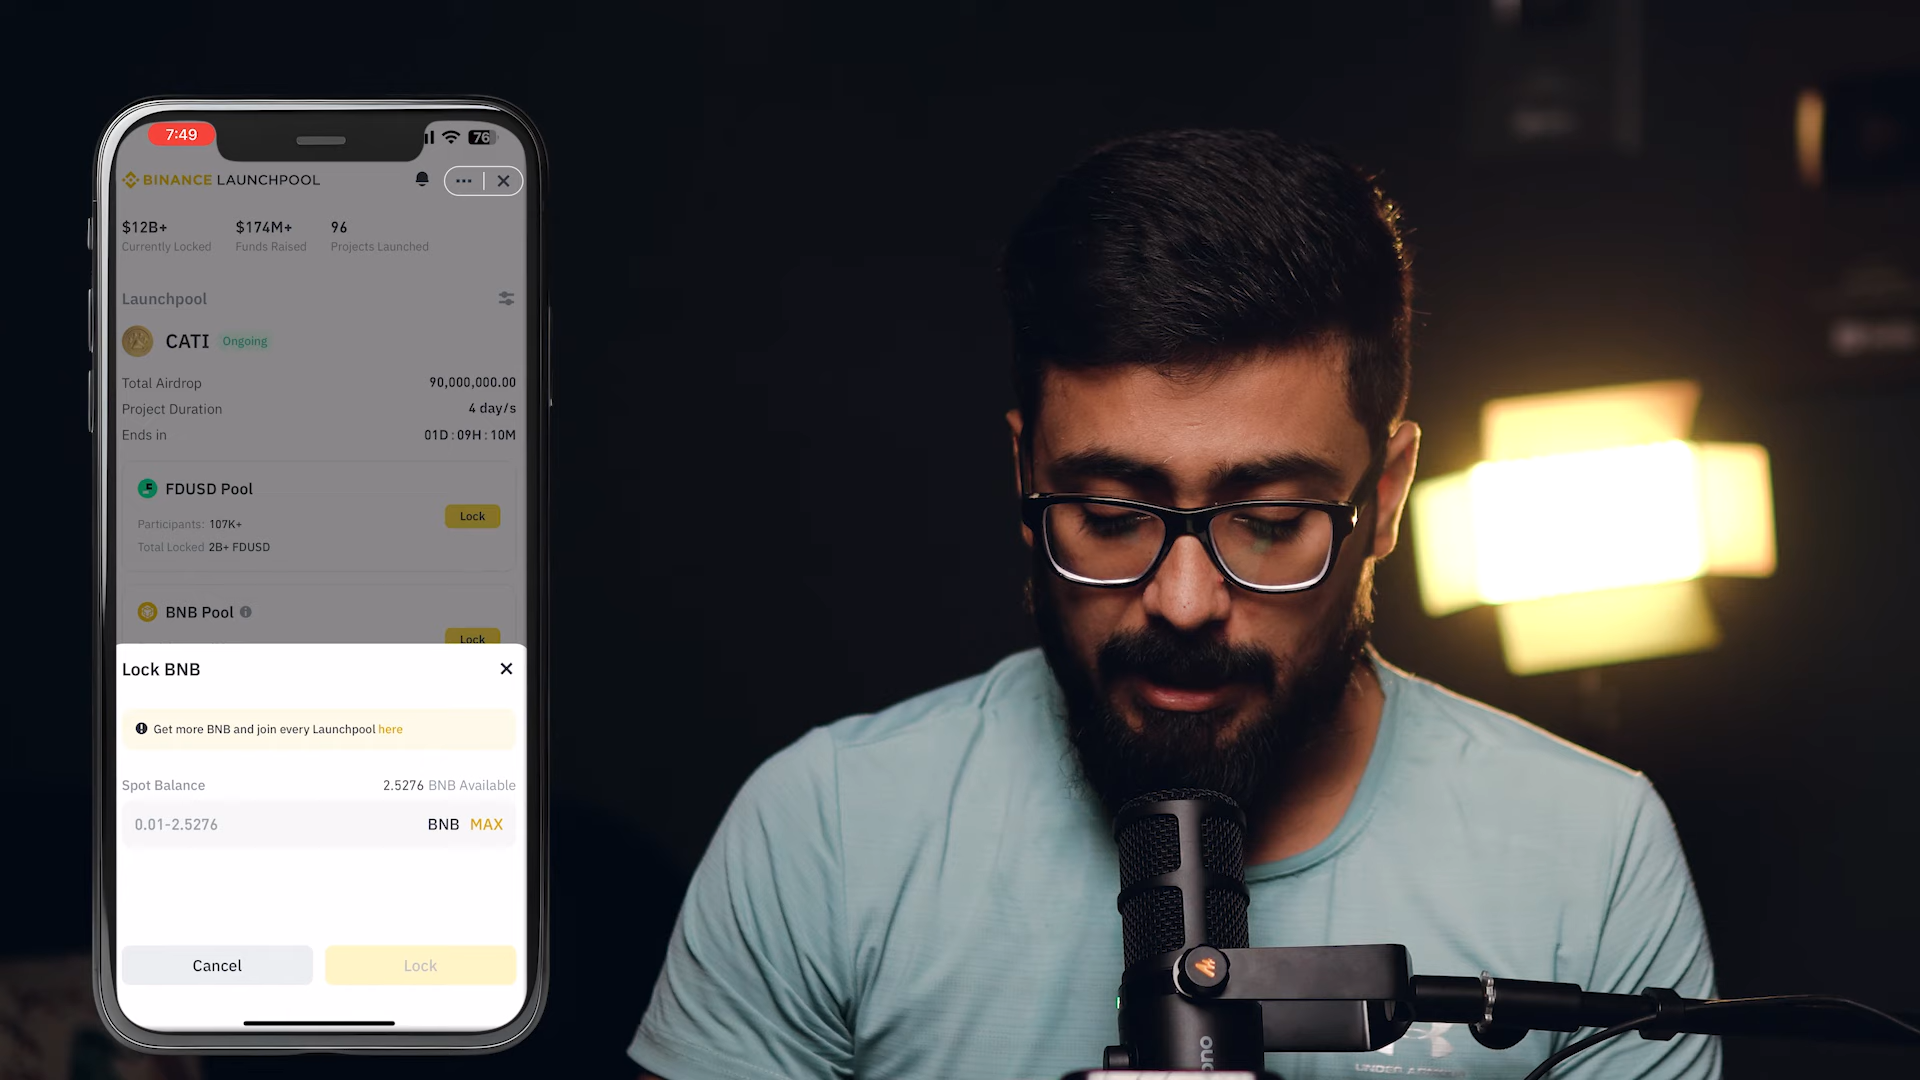 7:49
76
BINANCE LAUNCHPOOL
$12B+ $174M+ 96
Currently Locked Funds Raised Projects Launched
Launchpool
CATI Ongoing
Total Airdrop 90,000,000.00
Project Duration 4 day/s
Ends in 01D : 09H : 10M
FDUSD Pool
Lock
Participants: 107K+
Total Locked 2B+ FDUSD
BNB Pool
Lock
Lock BNB
Get more BNB and join every Launchpool here
Spot Balance 2.5276 BNB Available
0.01-2.5276 BNB MAX
Cancel Lock
ono
UNDER ARMOUR